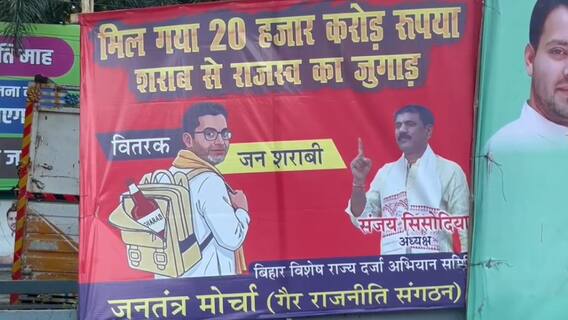 मिल गया 20 हजार करोड़ रूपया
शराब से राजस्व का जुगाड़
वितरक
जन शराबी
SHARAB
संजय सिंसोदिया
अध्यक्ष
बिहार विशेष राज्य दर्जा अभियान समिति
जनतंत्र मोर्चा (गैर राजनीति संगठन)
ति माह